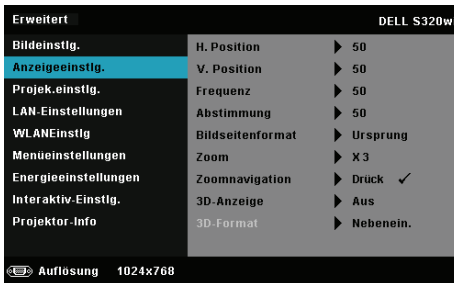 Erweitert DELL S320w
Bildeinstlg.
Anzeigeeinstlg.
Projek.einstlg.
LAN-Einstellungen
WLANEinstlg
Menüeinstellungen
Energieeinstellungen
Interaktiv-Einstlg.
Projektor-Info
H. Position 50
V. Position 50
Frequenz 50
Abstimmung 50
Bildseitenformat Ursprung
Zoom X 3
Zoomnavigation Drück ✓
3D-Anzeige Aus
3D-Format Nebenein.
Auflösung 1024x768